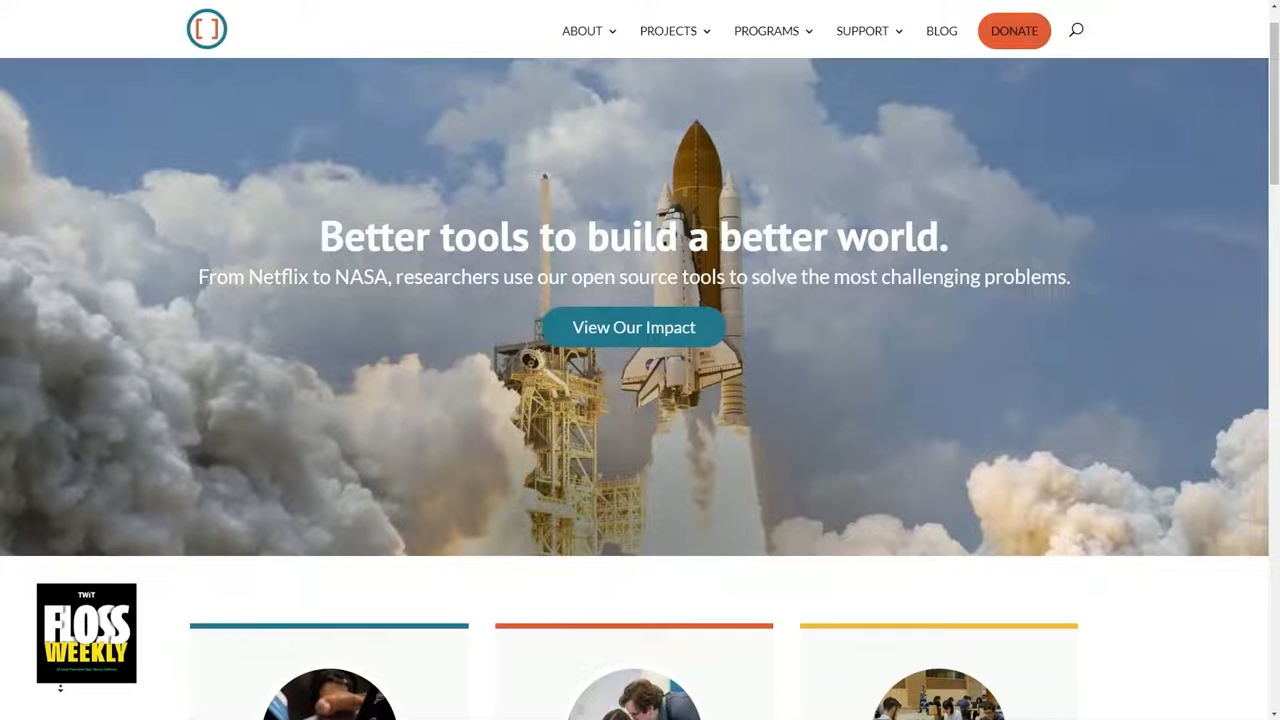 [ ]
ABOUT PROJECTS PROGRAMS SUPPORT BLOG DONATE
Better tools to build a better world.
From Netflix to NASA, researchers use our open source tools to solve the most challenging problems.
View Our Impact
TWiT
FLOSS
WEEKLY